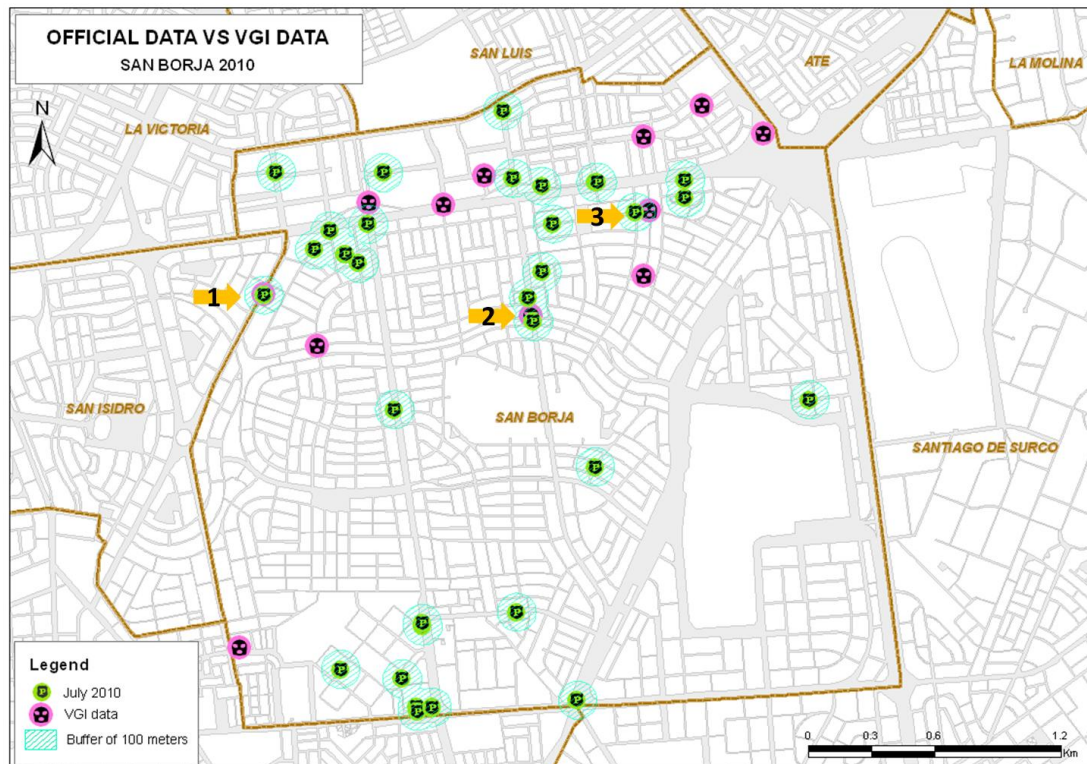 OFFICIAL DATA VS VGI DATA
SAN BORJA 2010
SAN LUIS
ATE
LA MOLINA
N
LA VICTORIA
3
1
2
SAN ISIDRO
SAN BORJA
SANTIAGO DE SURCO
Legend
P July 2010
VGI data
Buffer of 100 meters
0 0.3 0.6 1.2
Km